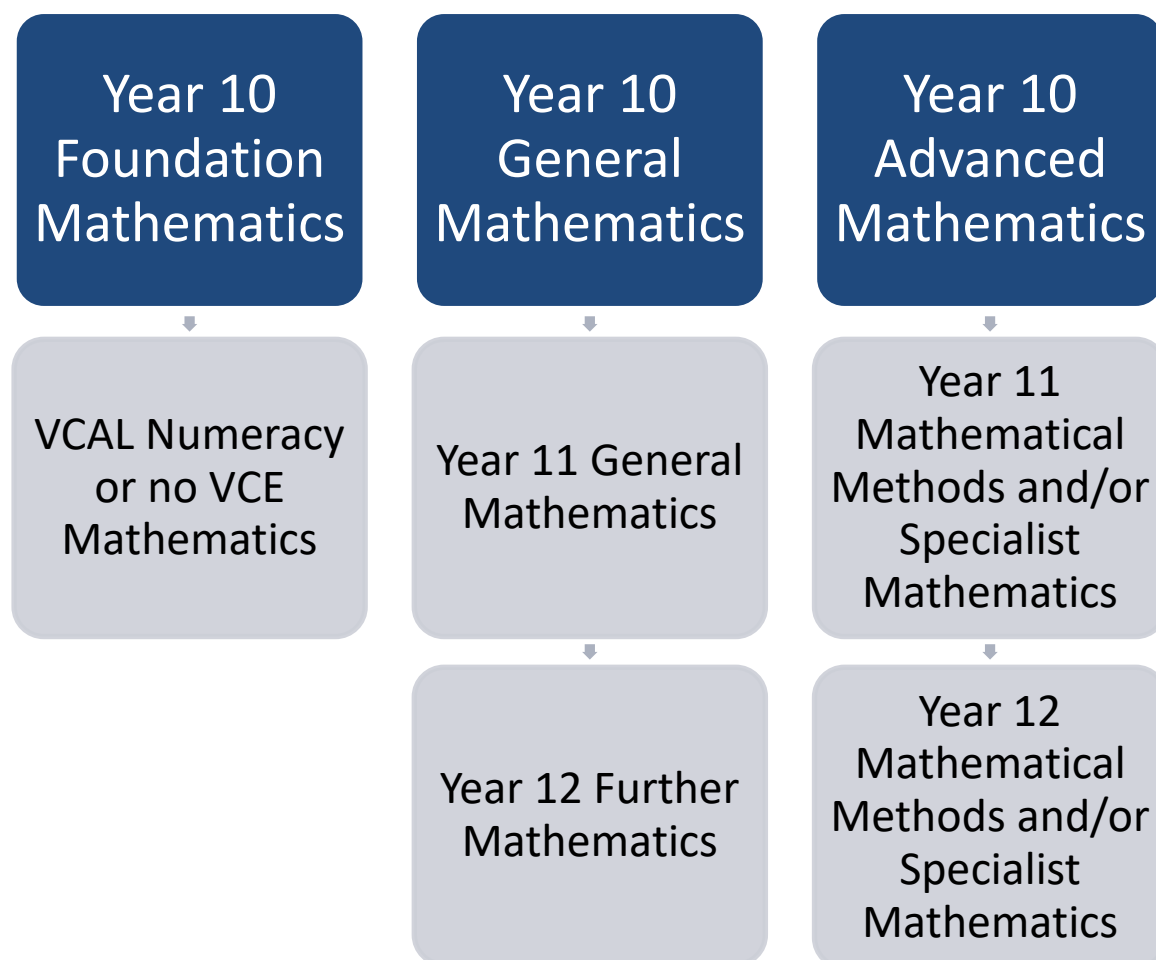 Year 10
Foundation
Mathematics
VCAL Numeracy
or no VCE
Mathematics
Year 10
General
Mathematics
Year 11 General
Mathematics
Year 12 Further
Mathematics
Year 10
Advanced
Mathematics
Year 11
Mathematical
Methods and/or
Specialist
Mathematics
Year 12
Mathematical
Methods and/or
Specialist
Mathematics